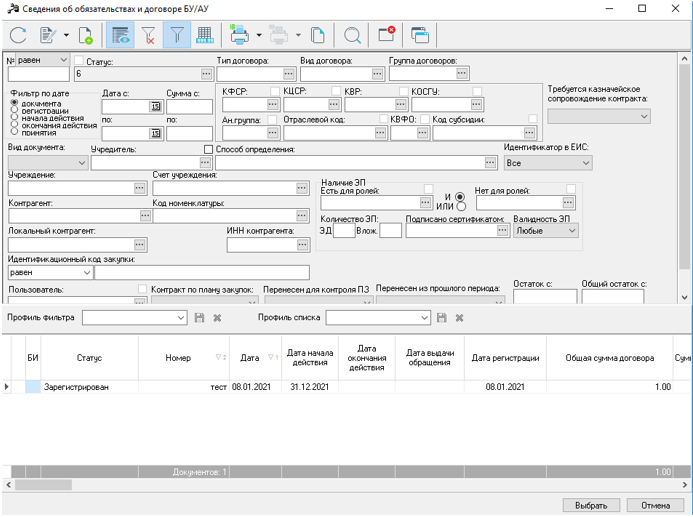 Сведения об обязательствах и договоре БУ/АУ
№ равен Статус: Тип договора: Вид договора: Группа договоров:
6
Фильтр по дате Дата с: Сумма с: КФСР: КЦСР: КВР: КОСГУ: Требуется казначейское
сопровождение контракта:
документа
регистрации
начала действия по: по: Ан.группа: Отраслевой код: КВФО: Код субсидии:
окончания действия
принятия
Вид документа: Учредитель: Способ определения: Идентификатор в ЕИС:
Все
Учреждение: Счет учреждения: Наличие ЭП
Есть для ролей: И Нет для ролей:
ИЛИ
Контрагент: Код номенклатуры: Количество ЭП: Подписано сертификатом: Валидность ЭП
ЭД Влож. Любые
Локальный контрагент: ИНН контрагента:
Идентификационный код закупки:
равен
Пользователь: Контракт по плану закупок: Перенесен для контроля ПЗ Перенесен из прошлого периода: Остаток с: Общий остаток с:
Профиль фильтра Профиль списка
БИ Статус Номер Дата Дата начала действия Дата окончания действия Дата выдачи обращения Дата регистрации Общая сумма договора Сумм
Зарегистрирован тест 08.01.2021 31.12.2021 08.01.2021 1.00
Документов: 1 1.00
Выбрать Отмена